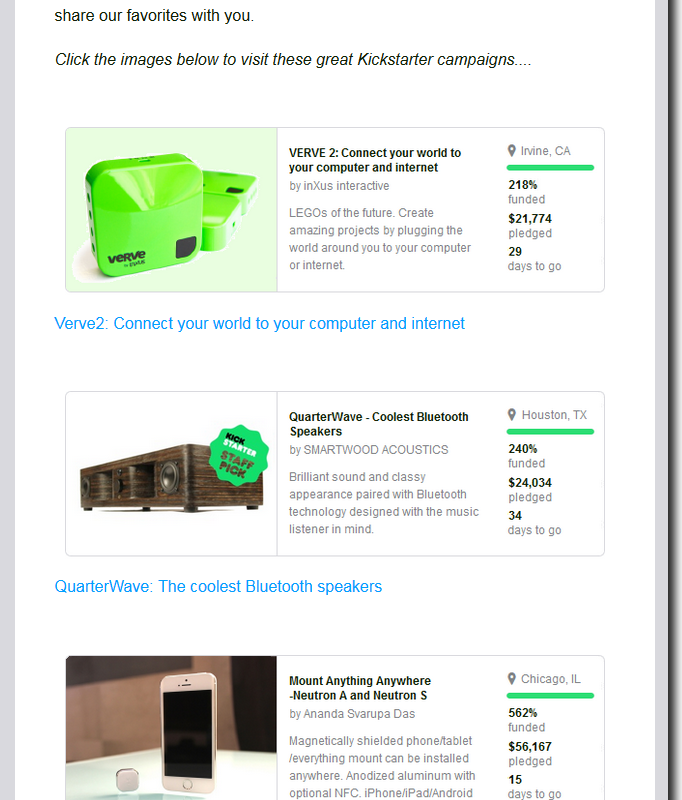 share our favorites with you.
Click the images below to visit these great Kickstarter campaigns....
verve
VERVE 2: Connect your world to
your computer and internet
by inXus interactive
LEGOs of the future. Create
amazing projects by plugging the
world around you to your computer
or internet.
Irvine, CA
218%
funded
$21,774
pledged
29
days to go
Verve2: Connect your world to your computer and internet
KICK
STARTER
STAFF
PICK
QuarterWave - Coolest Bluetooth
Speakers
by SMARTWOOD ACOUSTICS
Brilliant sound and classy
appearance paired with Bluetooth
technology designed with the music
listener in mind.
Houston, TX
240%
funded
$24,034
pledged
34
days to go
QuarterWave: The coolest Bluetooth speakers
Mount Anything Anywhere
-Neutron A and Neutron S
by Ananda Svarupa Das
Magnetically shielded phone/tablet
/everything mount can be installed
anywhere. Anodized aluminum with
optional NFC. iPhone/iPad/Android
Chicago, IL
562%
funded
$56,167
pledged
15
days to go